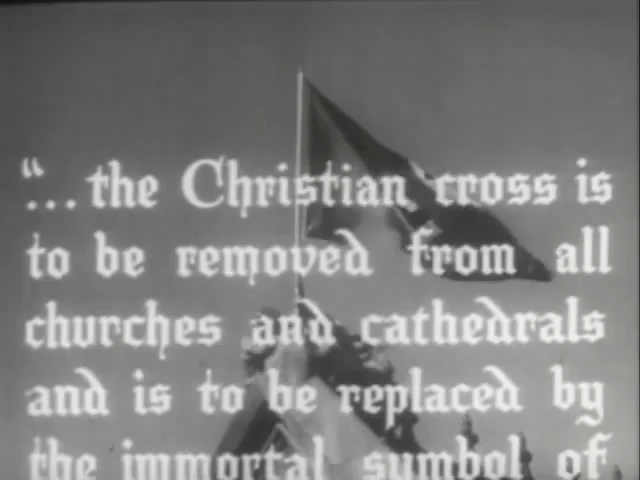 “... the Christian cross is
to be removed from all
churches and cathedrals
and is to be replaced by
the immortal symbol of